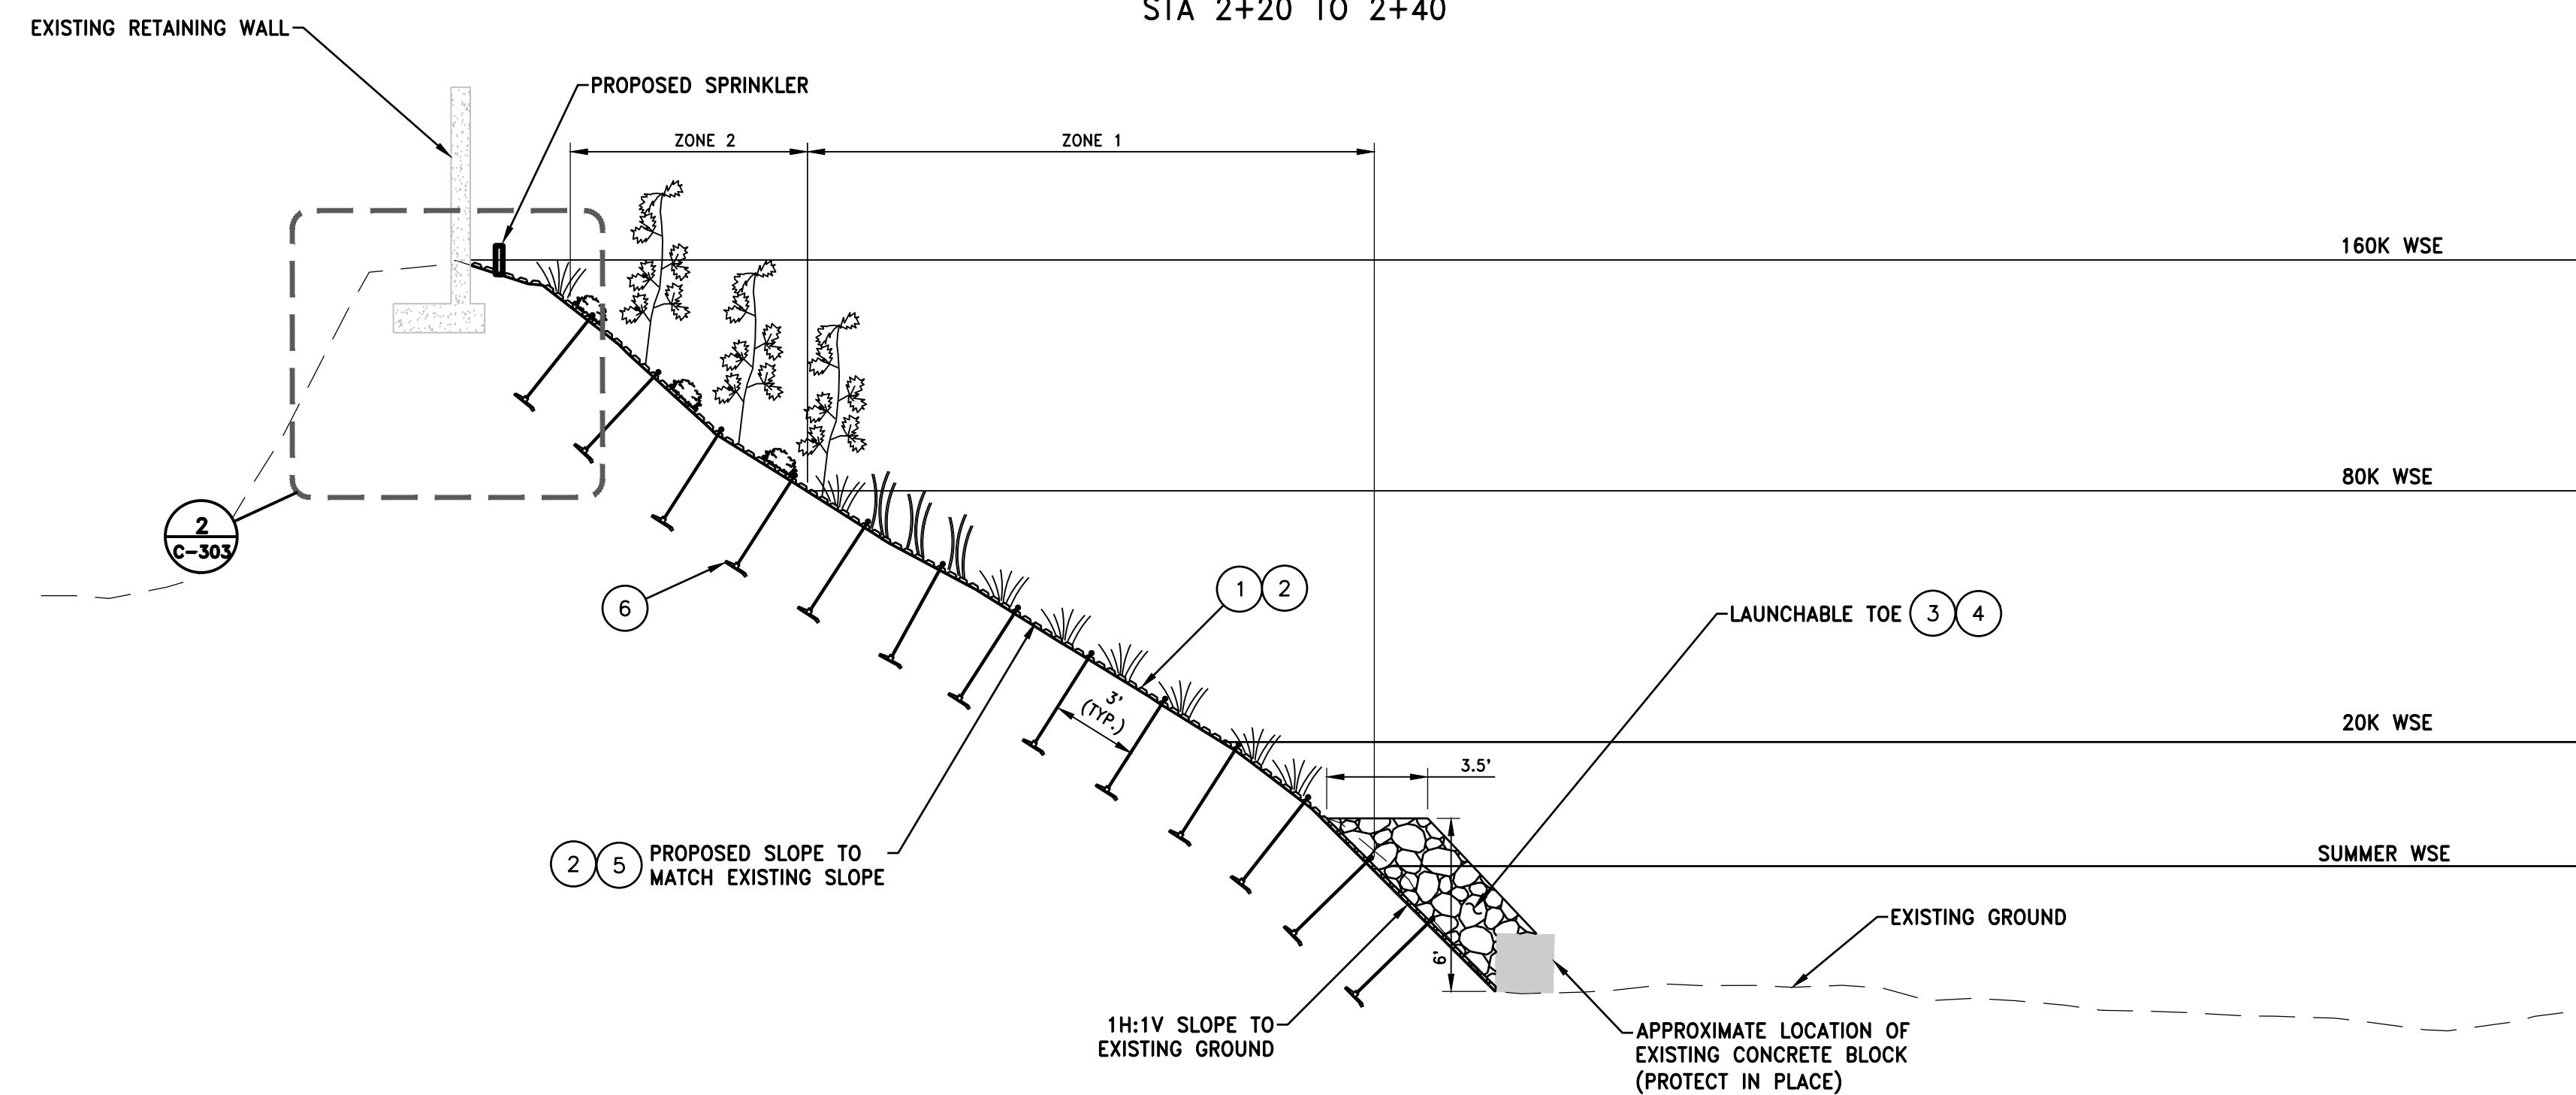 STA 2+20 TO 2+40
EXISTING RETAINING WALL
PROPOSED SPRINKLER
ZONE 2
ZONE 1
160K WSE
80K WSE
2
C-303
6
1 2
LAUNCHABLE TOE 3 4
3'
(TYP.)
20K WSE
3.5'
2 5 PROPOSED SLOPE TO
MATCH EXISTING SLOPE
SUMMER WSE
EXISTING GROUND
6'
1H:1V SLOPE TO
EXISTING GROUND
APPROXIMATE LOCATION OF
EXISTING CONCRETE BLOCK
(PROTECT IN PLACE)